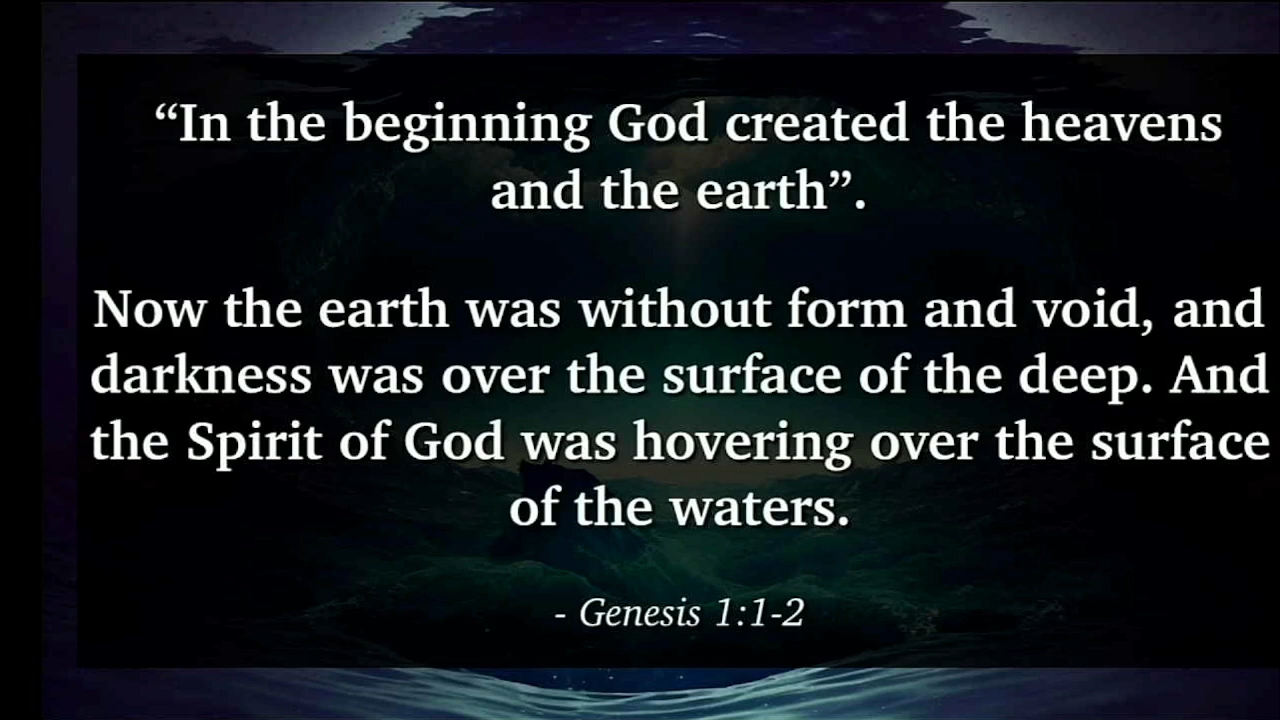 “In the beginning God created the heavens
and the earth”.
Now the earth was without form and void, and
darkness was over the surface of the deep. And
the Spirit of God was hovering over the surface
of the waters.
- Genesis 1:1-2